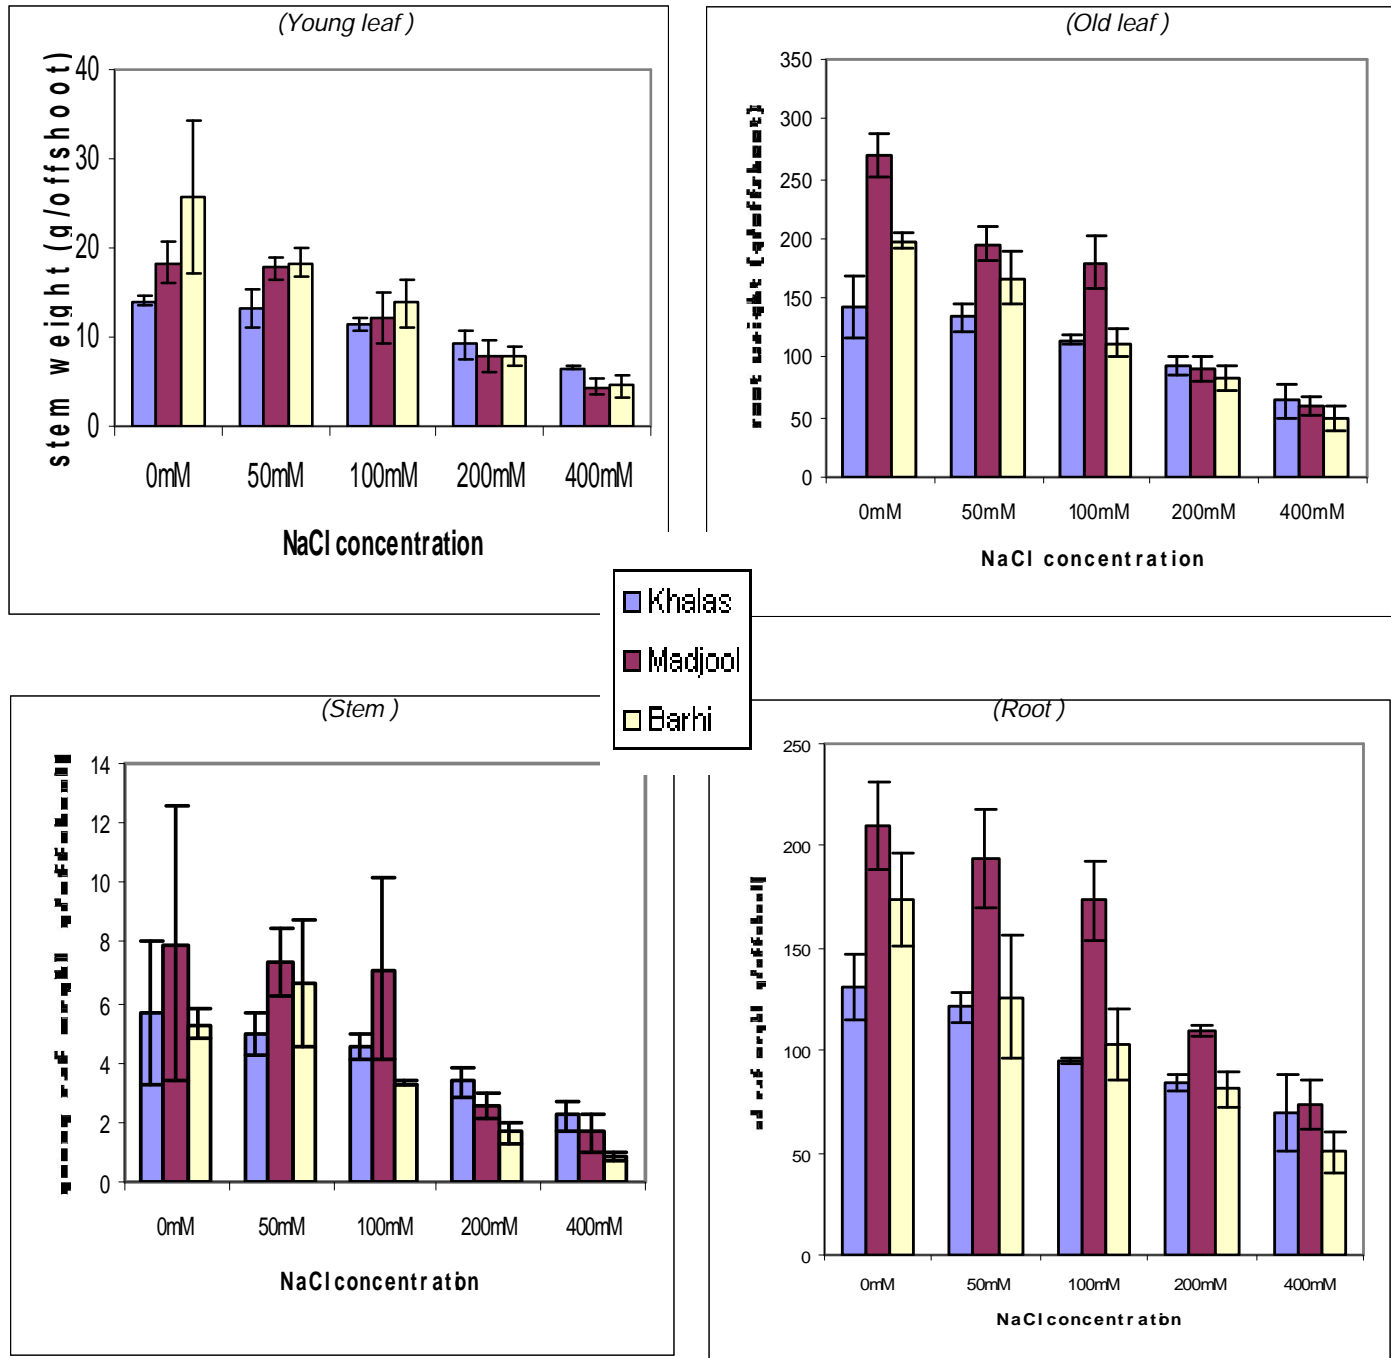 (Young leaf)
stem weight (g/offshoot)
40
30
20
10
0
0mM 50mM 100mM 200mM 400mM
NaCl concentration
(Old leaf)
350
300
250
200
150
100
50
0
0mM 50mM 100mM 200mM 400mM
NaCl concentration
Khalas
Madjool
Barhi
(Stem)
14
12
10
8
6
4
2
0
0mM 50mM 100mM 200mM 400mM
NaCl concentration
(Root)
250
200
150
100
50
0
0mM 50mM 100mM 200mM 400mM
NaCl concentration